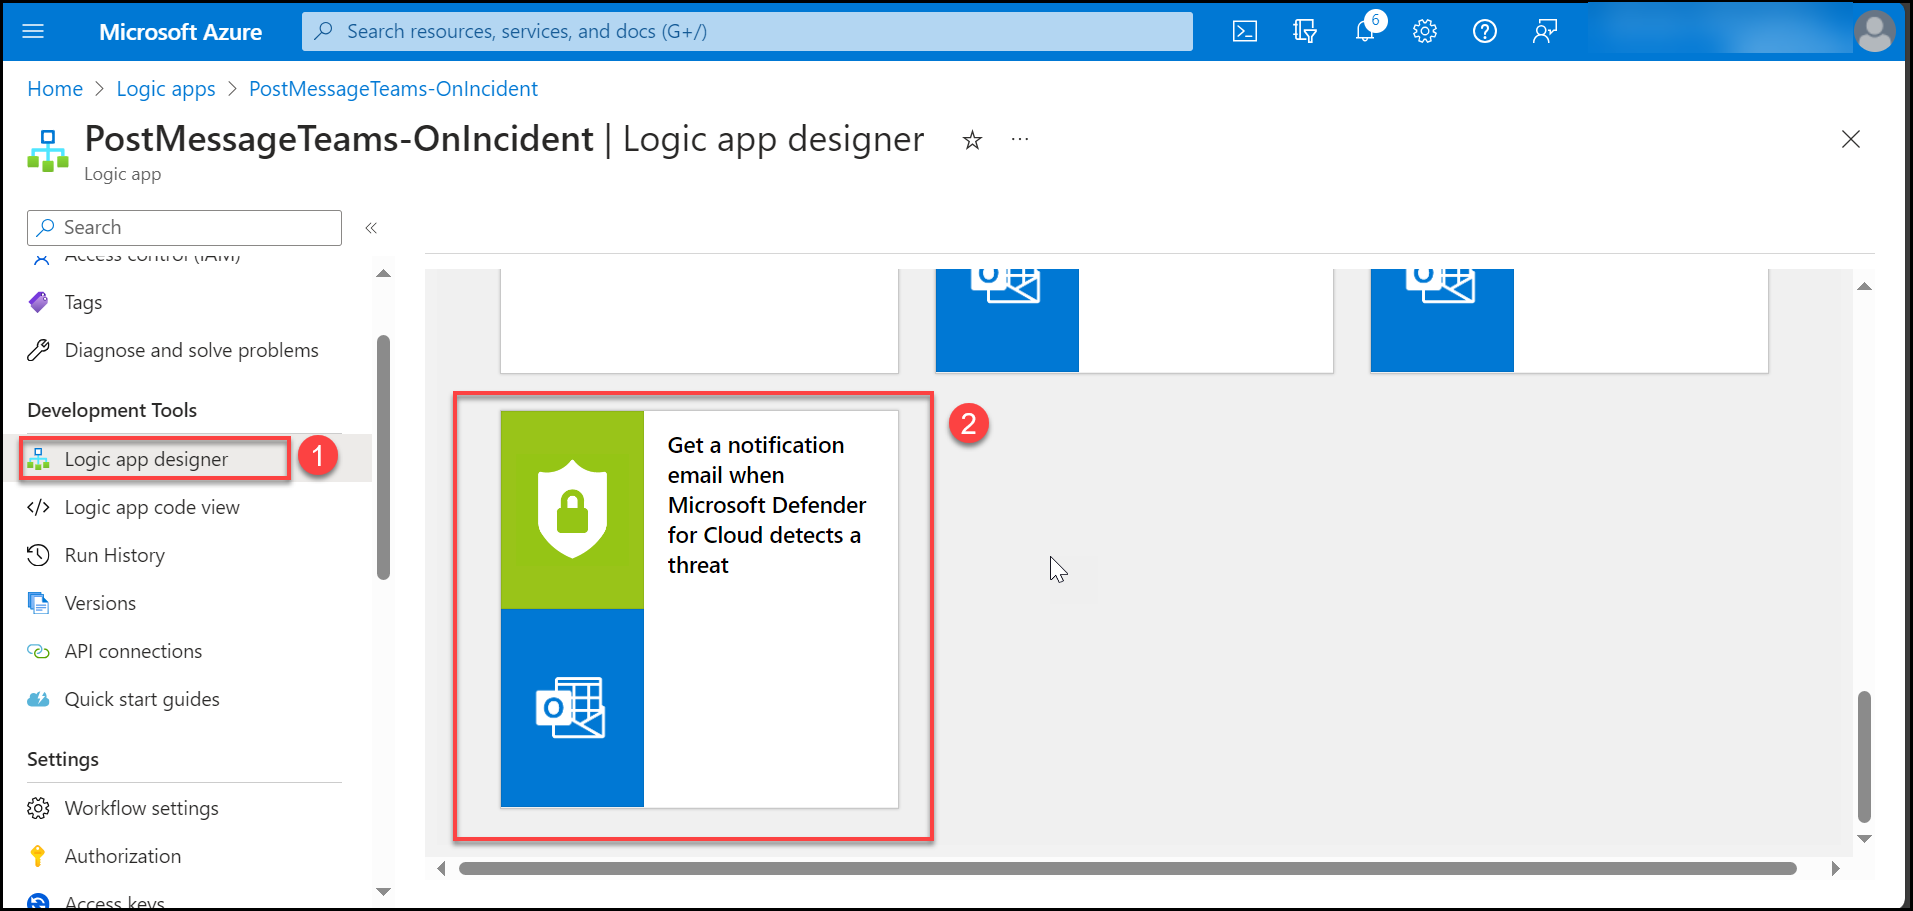 Microsoft Azure
Search resources, services, and docs (G+/)
6
Home > Logic apps > PostMessageTeams-OnIncident
PostMessageTeams-OnIncident | Logic app designer
Logic app
Search
Access control (IAM)
Tags
Diagnose and solve problems
Development Tools
Logic app designer
1
Logic app code view
Run History
Versions
API connections
Quick start guides
Settings
Workflow settings
Authorization
Access keys
2
Get a notification
email when
Microsoft Defender
for Cloud detects a
threat